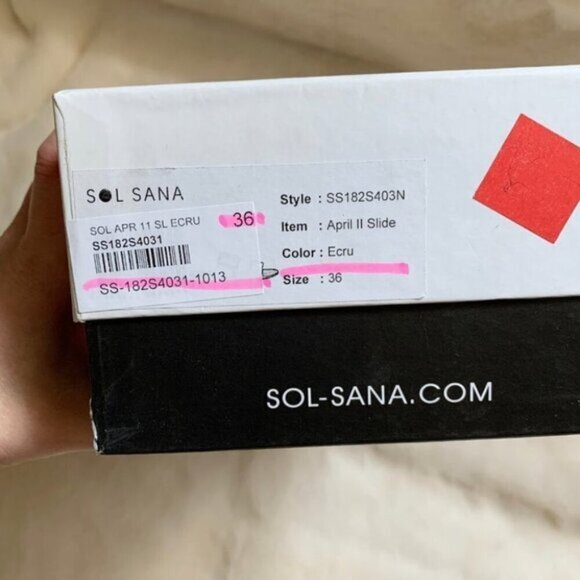 SOL SANA
SOL APR 11 SL ECRU 36
SS182S4031
SS-182S4031-1013
Style : SS182S403N
Item : April II Slide
Color : Ecru
Size : 36
SOL-SANA.COM